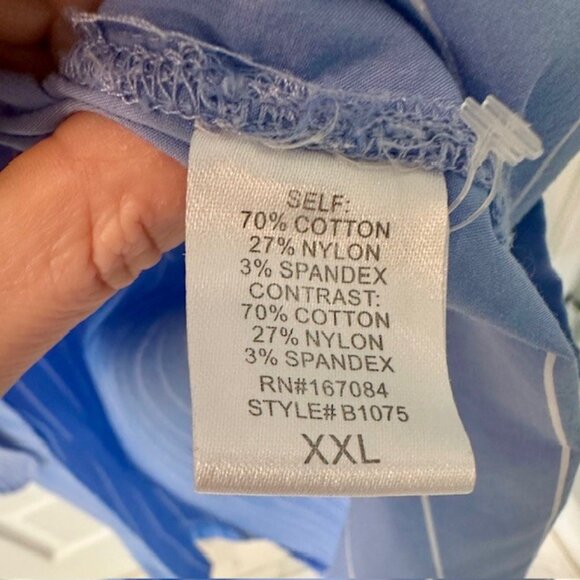 SELF:
70% COTTON
27% NYLON
3% SPANDEX
CONTRAST:
70% COTTON
27% NYLON
3% SPANDEX
RN#167084
STYLE# B1075
XXL